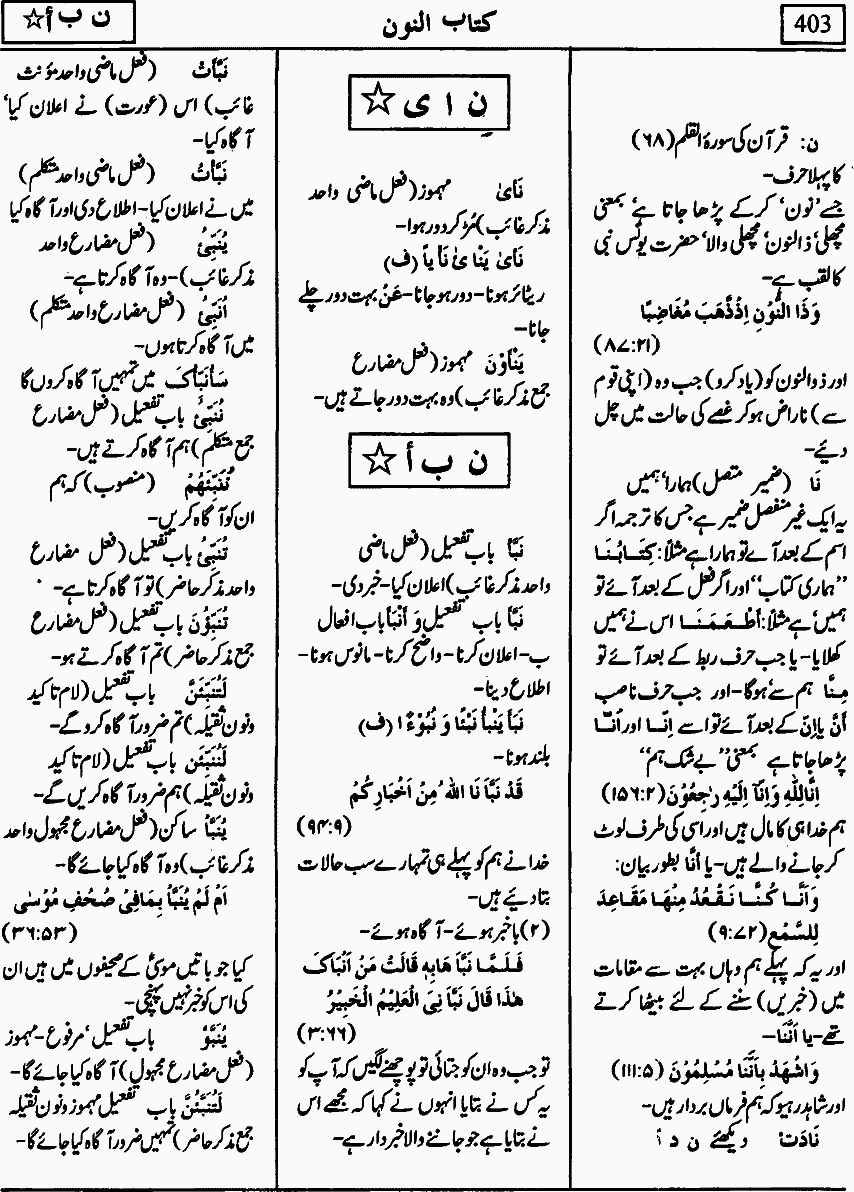 403
کتاب النون
ن ب أ ☆
ن: قرآن کی سورۂ القلم (۶۸)
کا پہلا حرف-
جسے 'نون' کرکے پڑھا جاتا ہے' بمعنی
مچھلی' ذالنون' مچھلی والا' حضرت یونس نبی
کا لقب ہے-
وَذَا النُّوْنِ اِذْذَّهَبَ مُغَاضِبًا
(۸۷:۲۱)
اور ذوالنون کو (یاد کرو) جب وہ (اپنی قوم
سے) ناراض ہوکر غصے کی حالت میں چل
دیئے-
نَا (ضمیر متصل) ہمارا' ہمیں
یہ ایک غیر منفصل ضمیر ہے جس کا ترجمہ اگر
اسم کے بعد آے تو ہمارا ہے مثلاً: کِتَابُنَا
"ہماری کتاب" اور اگر فعل کے بعد آے تو
ہمیں' ہے مثلاً: اَطْعَمَنَا اس نے ہمیں
کھلایا- یا جب حرف ربط کے بعد آئے تو
مِنَّا ہم سے' ہوگا- اور جب حرف ناصب
اَنَّ یا اِنَّ کے بعد آئے تو اسے اِنَّا اور اَنَّا
پڑھا جاتا ہے بمعنی "بے شک ہم"
اِنَّالِلّٰهِ وَاِنَّآ اِلَيْهِ رٰجِعُوْنَ (۱۵۶:۲)
ہم خدا ہی کا مال ہیں اور اسی کی طرف لوٹ
کر جانے والے ہیں- یا اَنَّا بطور بیان:
وَاَنَّا كُنَّا نَقْعُدُ مِنْهَا مَقَاعِدَ
لِلسَّمْعِ (۹:۷۲)
اور یہ کہ پہلے ہم وہاں بہت سے مقامات
میں (خبریں) سننے کے لئے بیٹھا کرتے
تھے- یا اَنَّنَا-
وَاشْهَدْ بِاَنَّنَا مُسْلِمُوْنَ (۱۱۱:۵)
اور شاہد رہیو کہ ہم فرماں بردار ہیں-
نَادَتْ دیکھئے ن د أ
ن ا ی ☆
نَاٰیٰ مہموز (فعل ماضی واحد
مذکر غائب) مُڑ کر دور ہوا-
نَاٰیٰ یَنْاٰیٰ نَأْ یاً (ف)
ریٹائر ہونا- دور ہوجانا- عَنْ بہت دور چلے
جانا-
یَنْاَوْنَ مہموز (فعل مضارع
جمع مذکر غائب) وہ بہت دور جاتے ہیں-
ن ب أ ☆
نَبَّأَ باب تفعیل (فعل ماضی
واحد مذکر غائب) اعلان کیا- خبر دی-
نَبَّأَ باب تفعیل وَ اَنْبَأَ باب افعال
ب- اعلان کرنا- واضح کرنا- مانوس ہونا-
اطلاع دینا-
نَبَأَ يَنْبَأُ نَبْئًا وَ نُبُوْءًا (ف)
بلند ہونا-
قَدْ نَبَّاَ نَا اللّٰهُ مِنْ اَخْبَارِكُمْ
(۹۴:۹)
خدا نے ہم کو پہلے ہی تمہارے سب حالات
بتا دیئے ہیں-
(۲) باخبر ہوئے- آگاہ ہوئے-
فَلَمَّا نَبَّأَ هَابِهٖ قَالَتْ مَنْ اَنْبَاَكَ
هٰذَا قَالَ نَبَّاَ نِىَ الْعَلِيْمُ الْخَبِيْرُ
(۳:۶۶)
تو جب وہ ان کو جتائی تو پوچھنے لگیں کہ آپ کو
یہ کس نے بتایا انہوں نے کہا کہ مجھے اس
نے بتایا ہے جو جاننے والا خبردار ہے-
نَبَّأَتْ (فعل ماضی واحد مؤنث
غائب) اس (عورت) نے اعلان کیا'
آگاہ کیا-
نَبَّأْتُ (فعل ماضی واحد متکلم)
میں نے اعلان کیا- اطلاع دی اور آگاہ کیا
یُنَبِّئُ (فعل مضارع واحد
مذکر غائب)- وہ آگاہ کرتا ہے-
اُنَبِّئُ (فعل مضارع واحد متکلم)
میں آگاہ کرتا ہوں-
سَاُنَبِّاُکَ میں تمہیں آگاہ کروں گا
نُنَبِّئُ باب تفعیل (فعل مضارع
جمع متکلم) ہم آگاہ کرتے ہیں-
نُنَبِّئَهُمْ (منصوب) کہ ہم
ان کو آگاہ کریں-
تُنَبِّئُ باب تفعیل (فعل مضارع
واحد مذکر حاضر) تو آگاہ کرتا ہے-
تُنَبِّؤُنَ باب تفعیل (فعل مضارع
جمع مذکر حاضر) تم آگاہ کرتے ہو-
لَتُنَبِّئَنَّ باب تفعیل (لام تاکید
ونون ثقیلہ) تم ضرور آگاہ کروگے-
لَنُنَبِّئَنَّ باب تفعیل (لام تاکید
ونون ثقیلہ) ہم ضرور آگاہ کریں گے-
یُنَبَّأْ ساکن (فعل مضارع مجہول واحد
مذکر غائب) وہ آگاہ کیا جائے گا-
اَمْ لَمْ يُنَبَّاْ بِمَافِىْ صُحُفِ مُوْسٰى
(۳۶:۵۳)
کیا جو باتیں موسیٰ کے صحیفوں میں ہیں ان
کی اس کو خبر نہیں پہنچی-
یُنَبَّؤُ باب تفعیل' مرفوع- مہموز
(فعل مضارع مجہول) آگاہ کیا جائے گا-
لَتُنَبَّؤُنَّ باب تفعیل مہموز ونون ثقیلہ
جمع مذکر حاضر) تمہیں ضرور آگاہ کیا جائے گا-